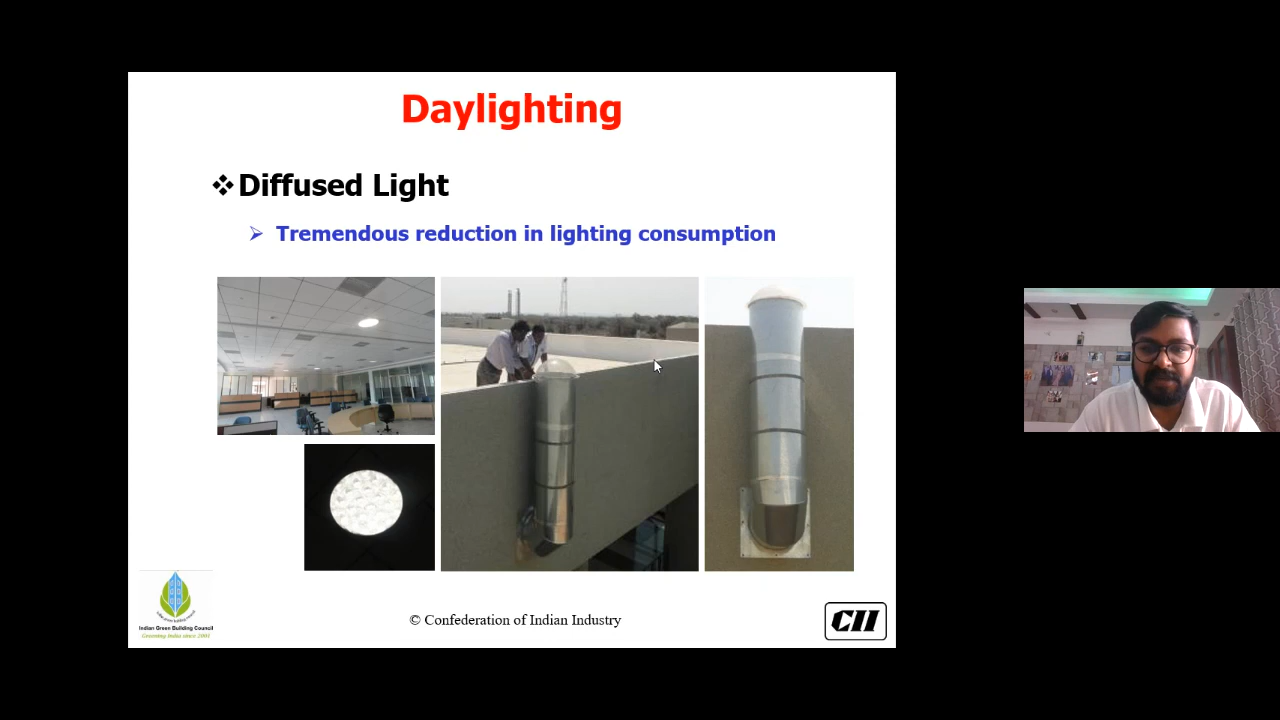 Daylighting
❖ Diffused Light
➢ Tremendous reduction in lighting consumption
Indian Green Building Council
Greening India since 2001
© Confederation of Indian Industry
CII